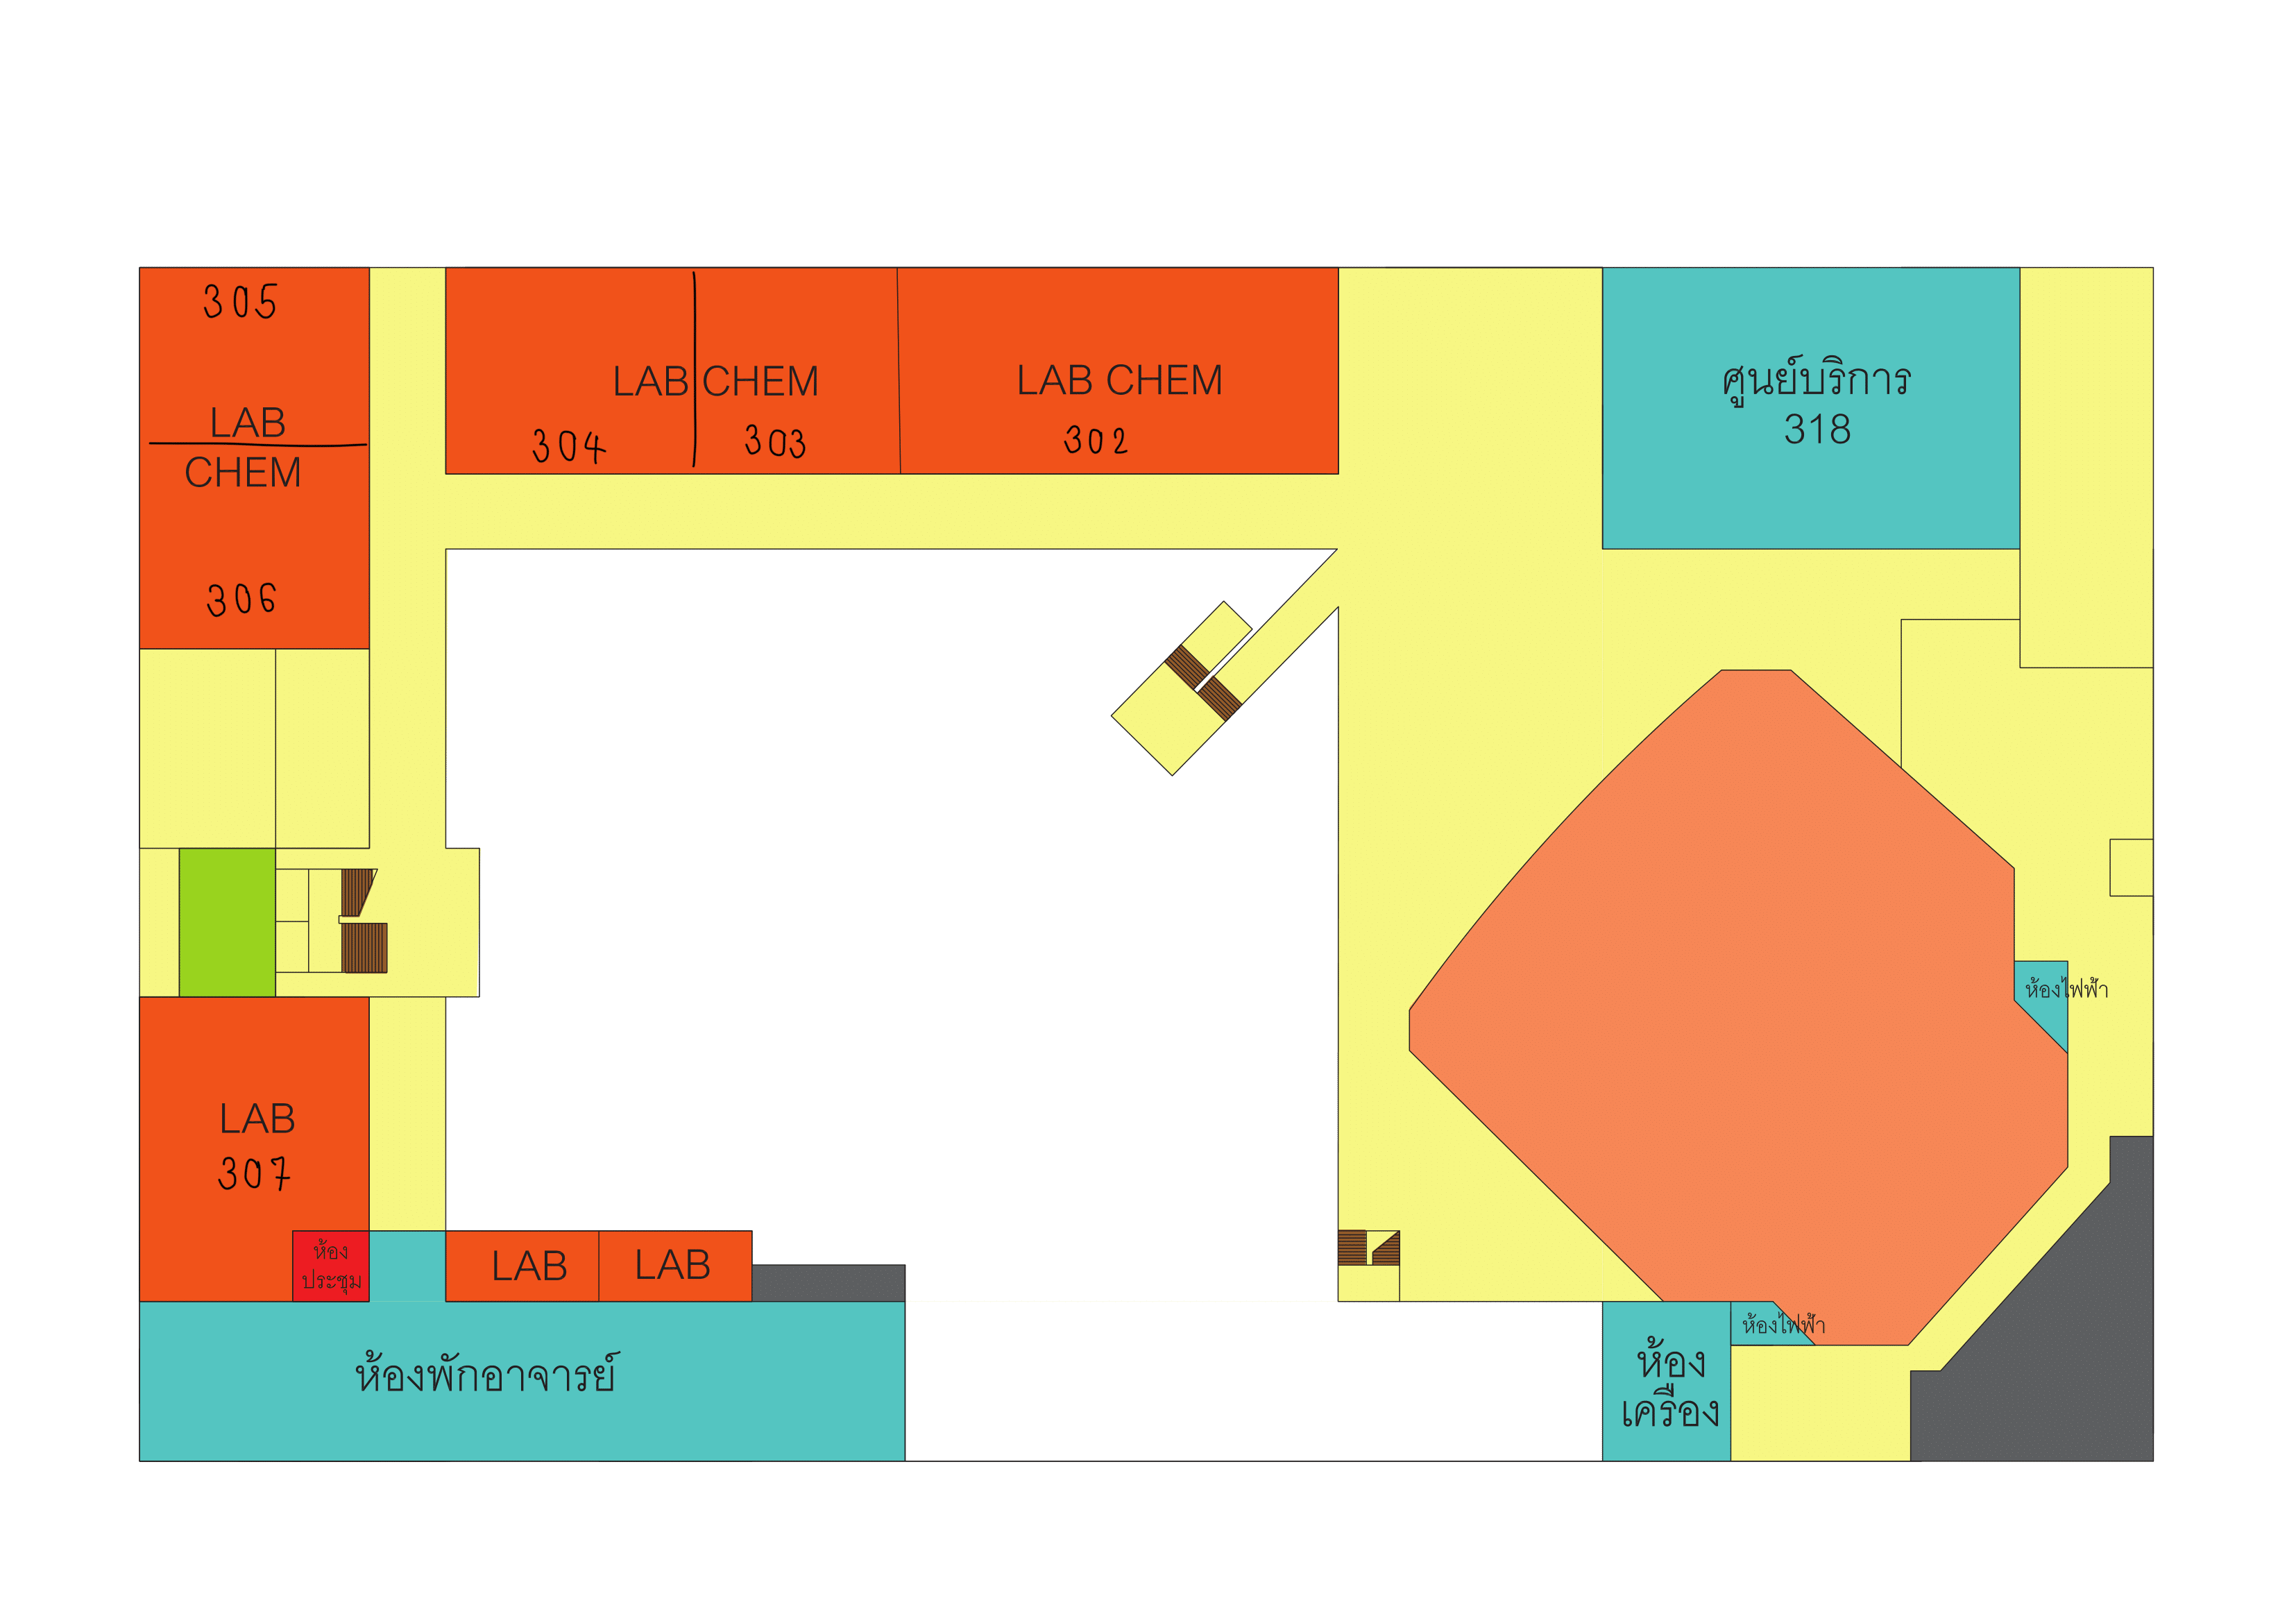 305
LAB
CHEM
306
LAB CHEM
304
303
LAB CHEM
302
ศูนย์บริการ
318
ห้องไฟฟ้า
LAB
307
ห้อง
ประชุม
LAB
LAB
ห้องพักอาจารย์
ห้องไฟฟ้า
ห้อง
เครื่อง